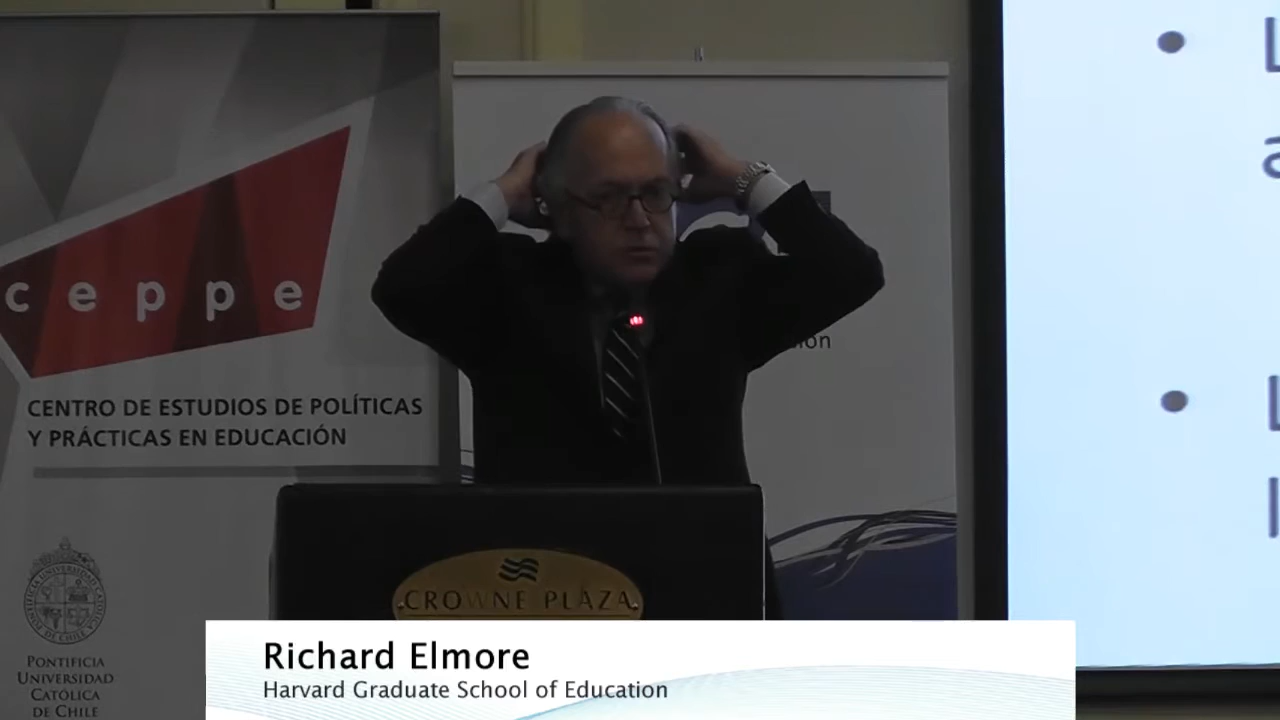 ceppe
CENTRO DE ESTUDIOS DE POLÍTICAS
Y PRÁCTICAS EN EDUCACIÓN
PONTIFICIA
UNIVERSIDAD
CATÓLICA
DE CHILE
CROWNE PLAZA
Richard Elmore
Harvard Graduate School of Education